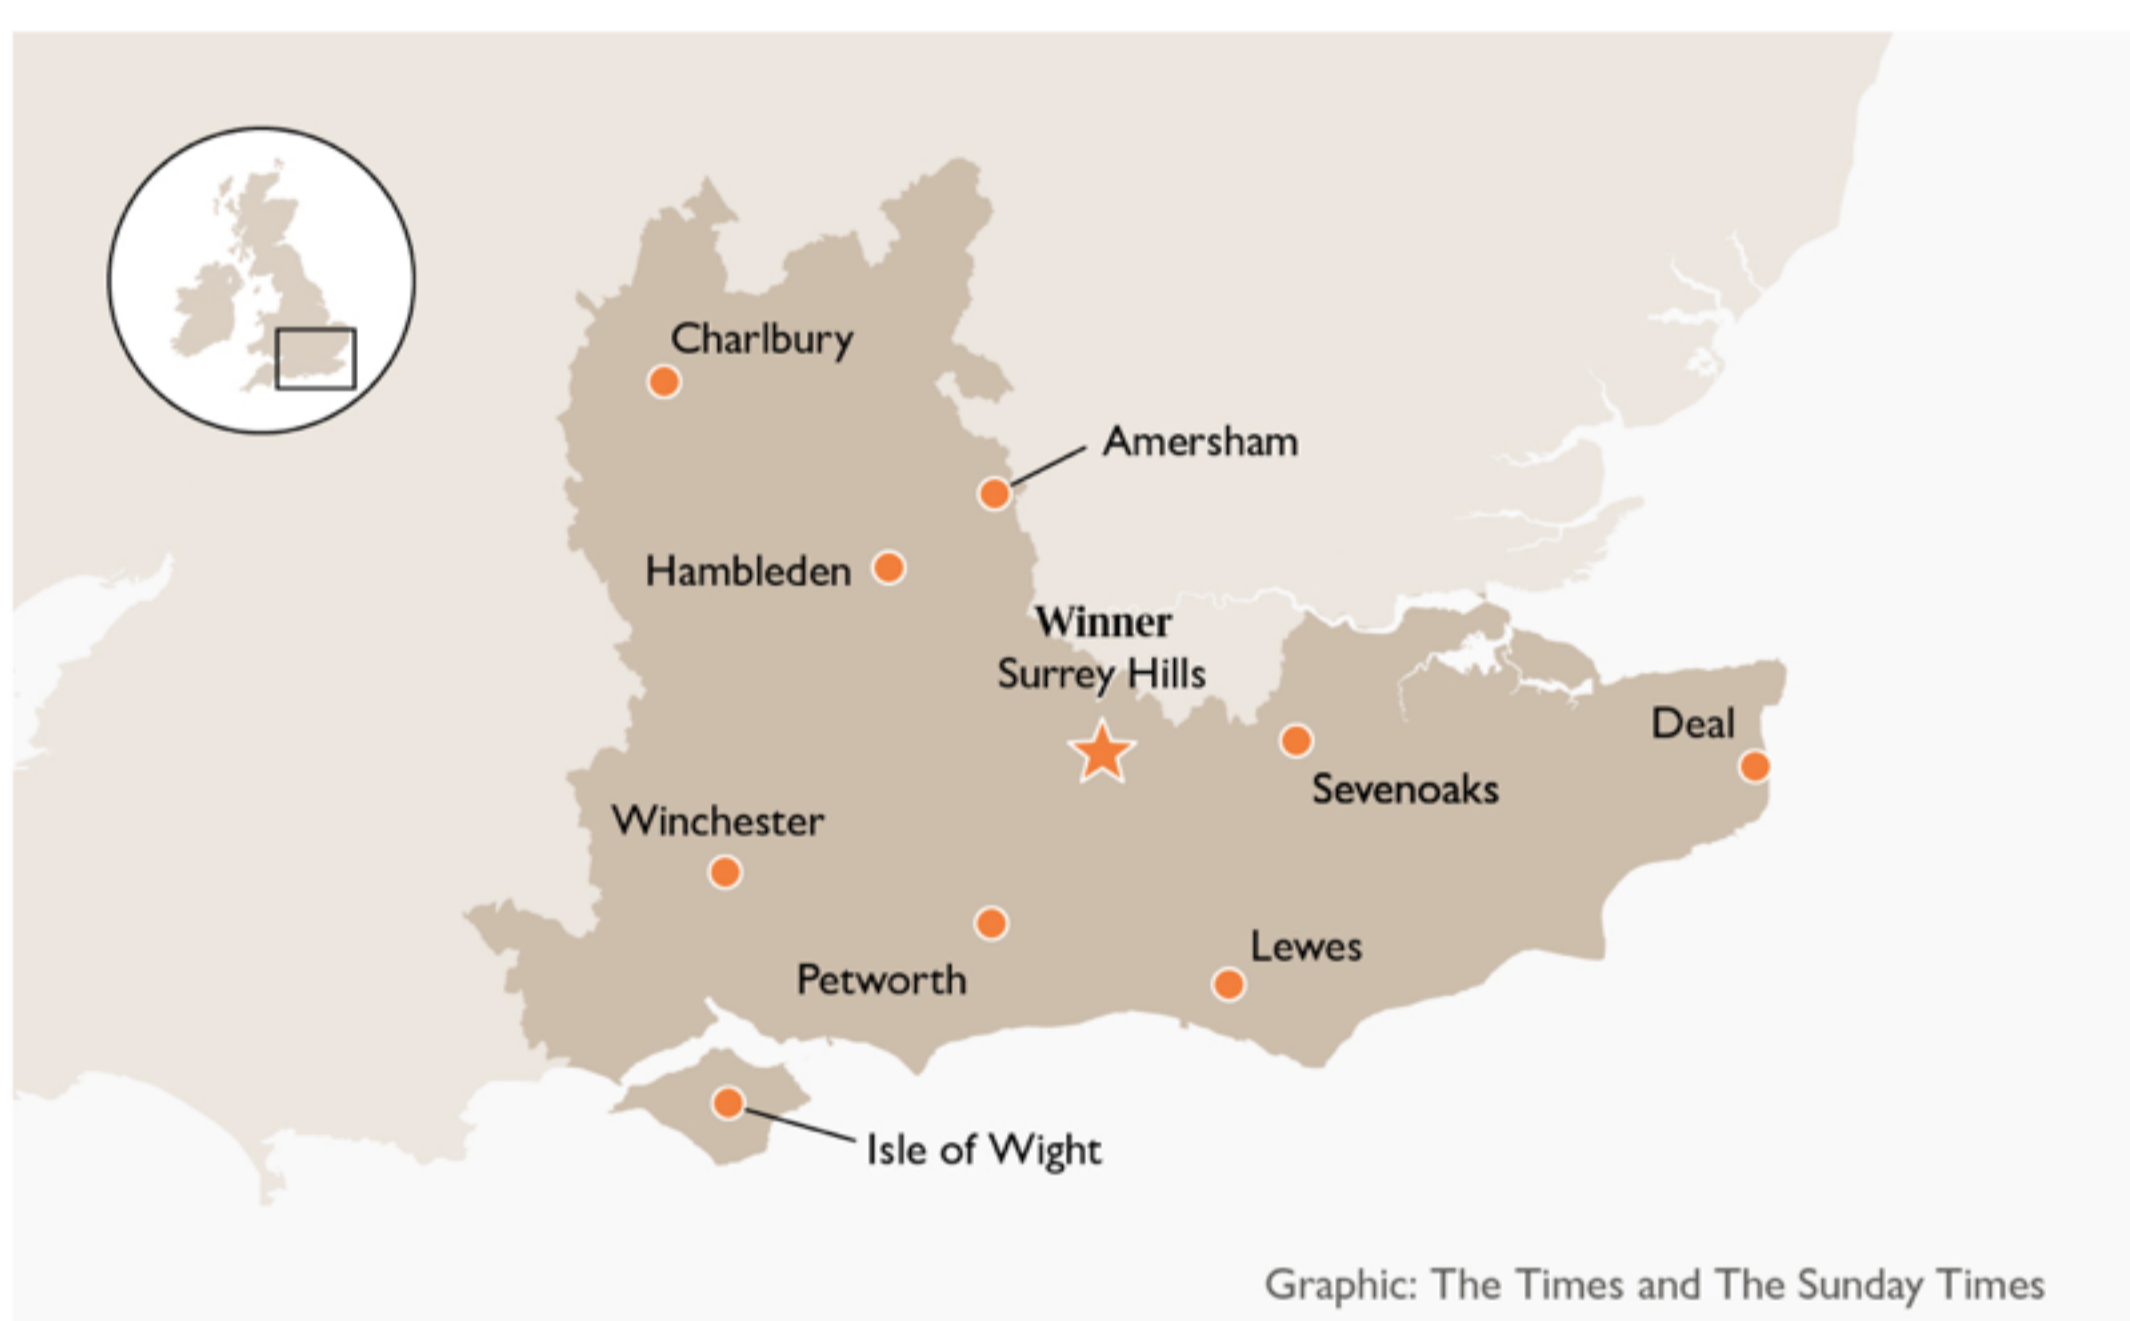 Charlbury
Amersham
Hambleden
Winner
Surrey Hills
Deal
Sevenoaks
Winchester
Lewes
Petworth
Isle of Wight
Graphic: The Times and The Sunday Times